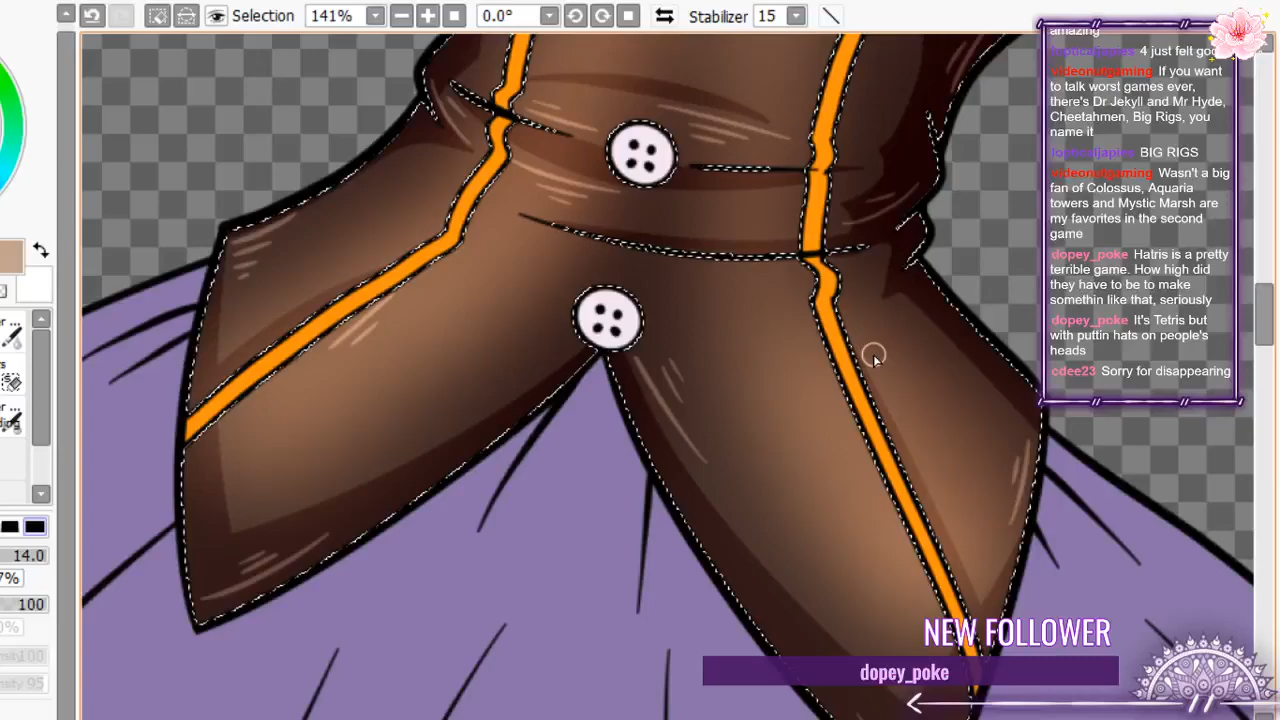 Selection 141% 0.0° Stabilizer 15
amazing
4 just felt
If you want
to talk worst games ever,
there's Dr Jekyll and Mr Hyde,
Cheetahmen, Big Rigs, you
name it
BIG RIGS
Wasn't a big
fan of Colossus, Aquaria
towers and Mystic Marsh are
my favorites in the second
game
dopey_poke Hatris is a pretty
terrible game. How high did
they have to be to make
somethin like that, seriously
dopey_poke It's Tetris but
with puttin hats on people's
heads
cdee23 Sorry for disappearing
14.0
100
NEW FOLLOWER
dopey_poke